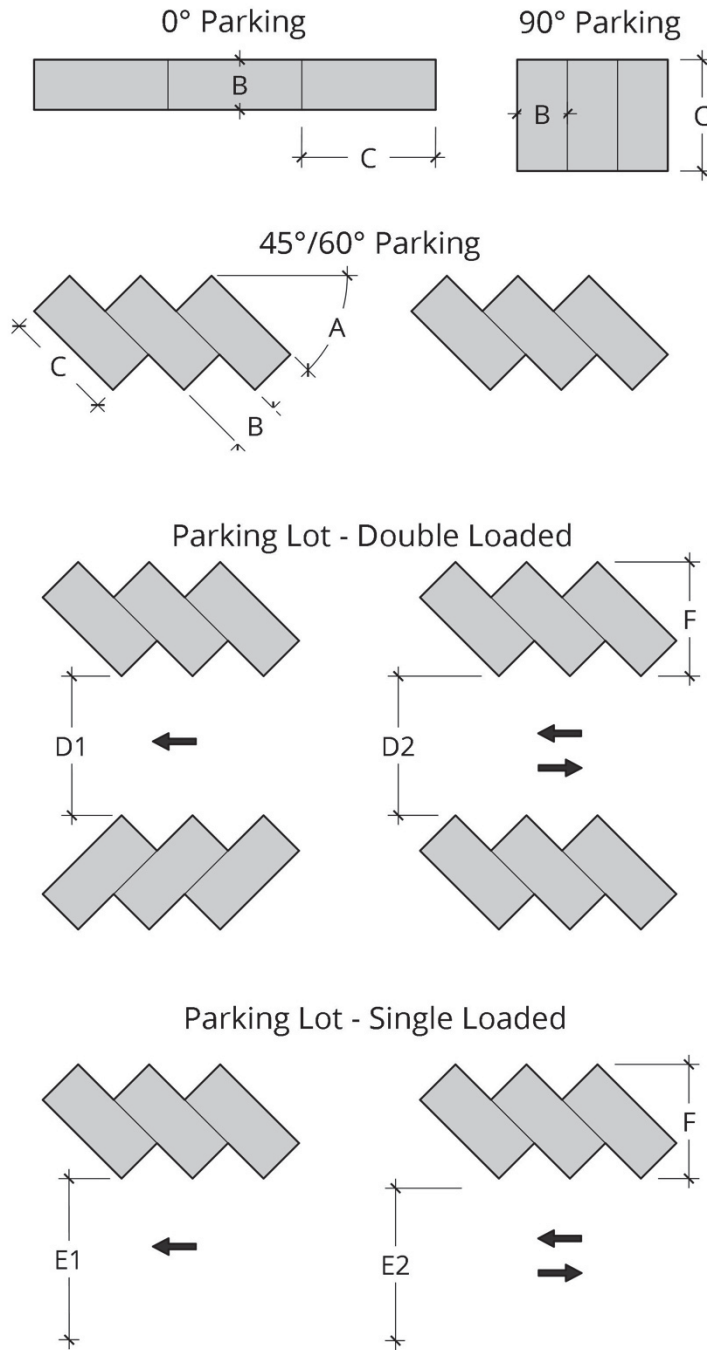 0° Parking
90° Parking
B
C
B
C
45°/60° Parking
A
C
B
Parking Lot - Double Loaded
F
D1
D2
Parking Lot - Single Loaded
F
E1
E2